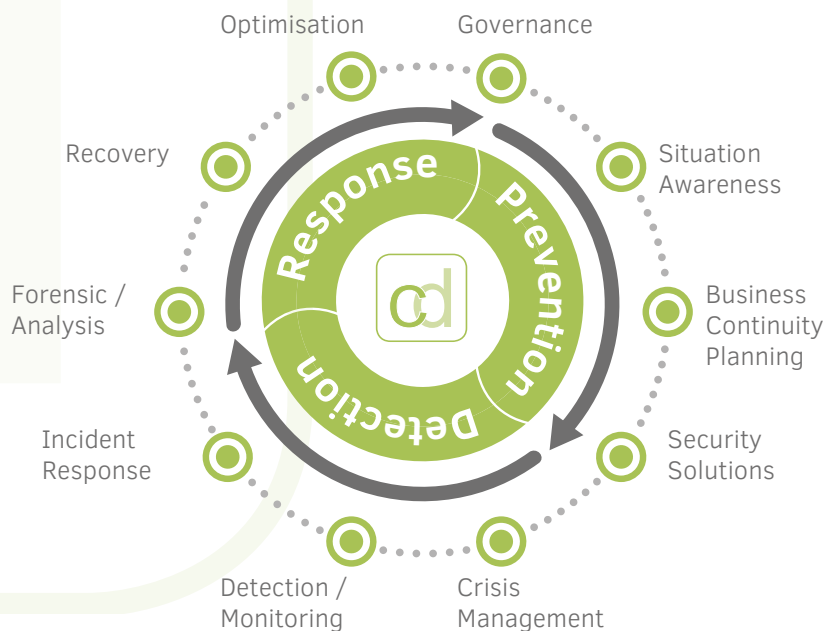 Optimisation
Governance
Recovery
Situation
Awareness
Response
Prevention
Forensic /
Analysis
cd
Business
Continuity
Planning
Detection
Incident
Response
Security
Solutions
Detection /
Monitoring
Crisis
Management